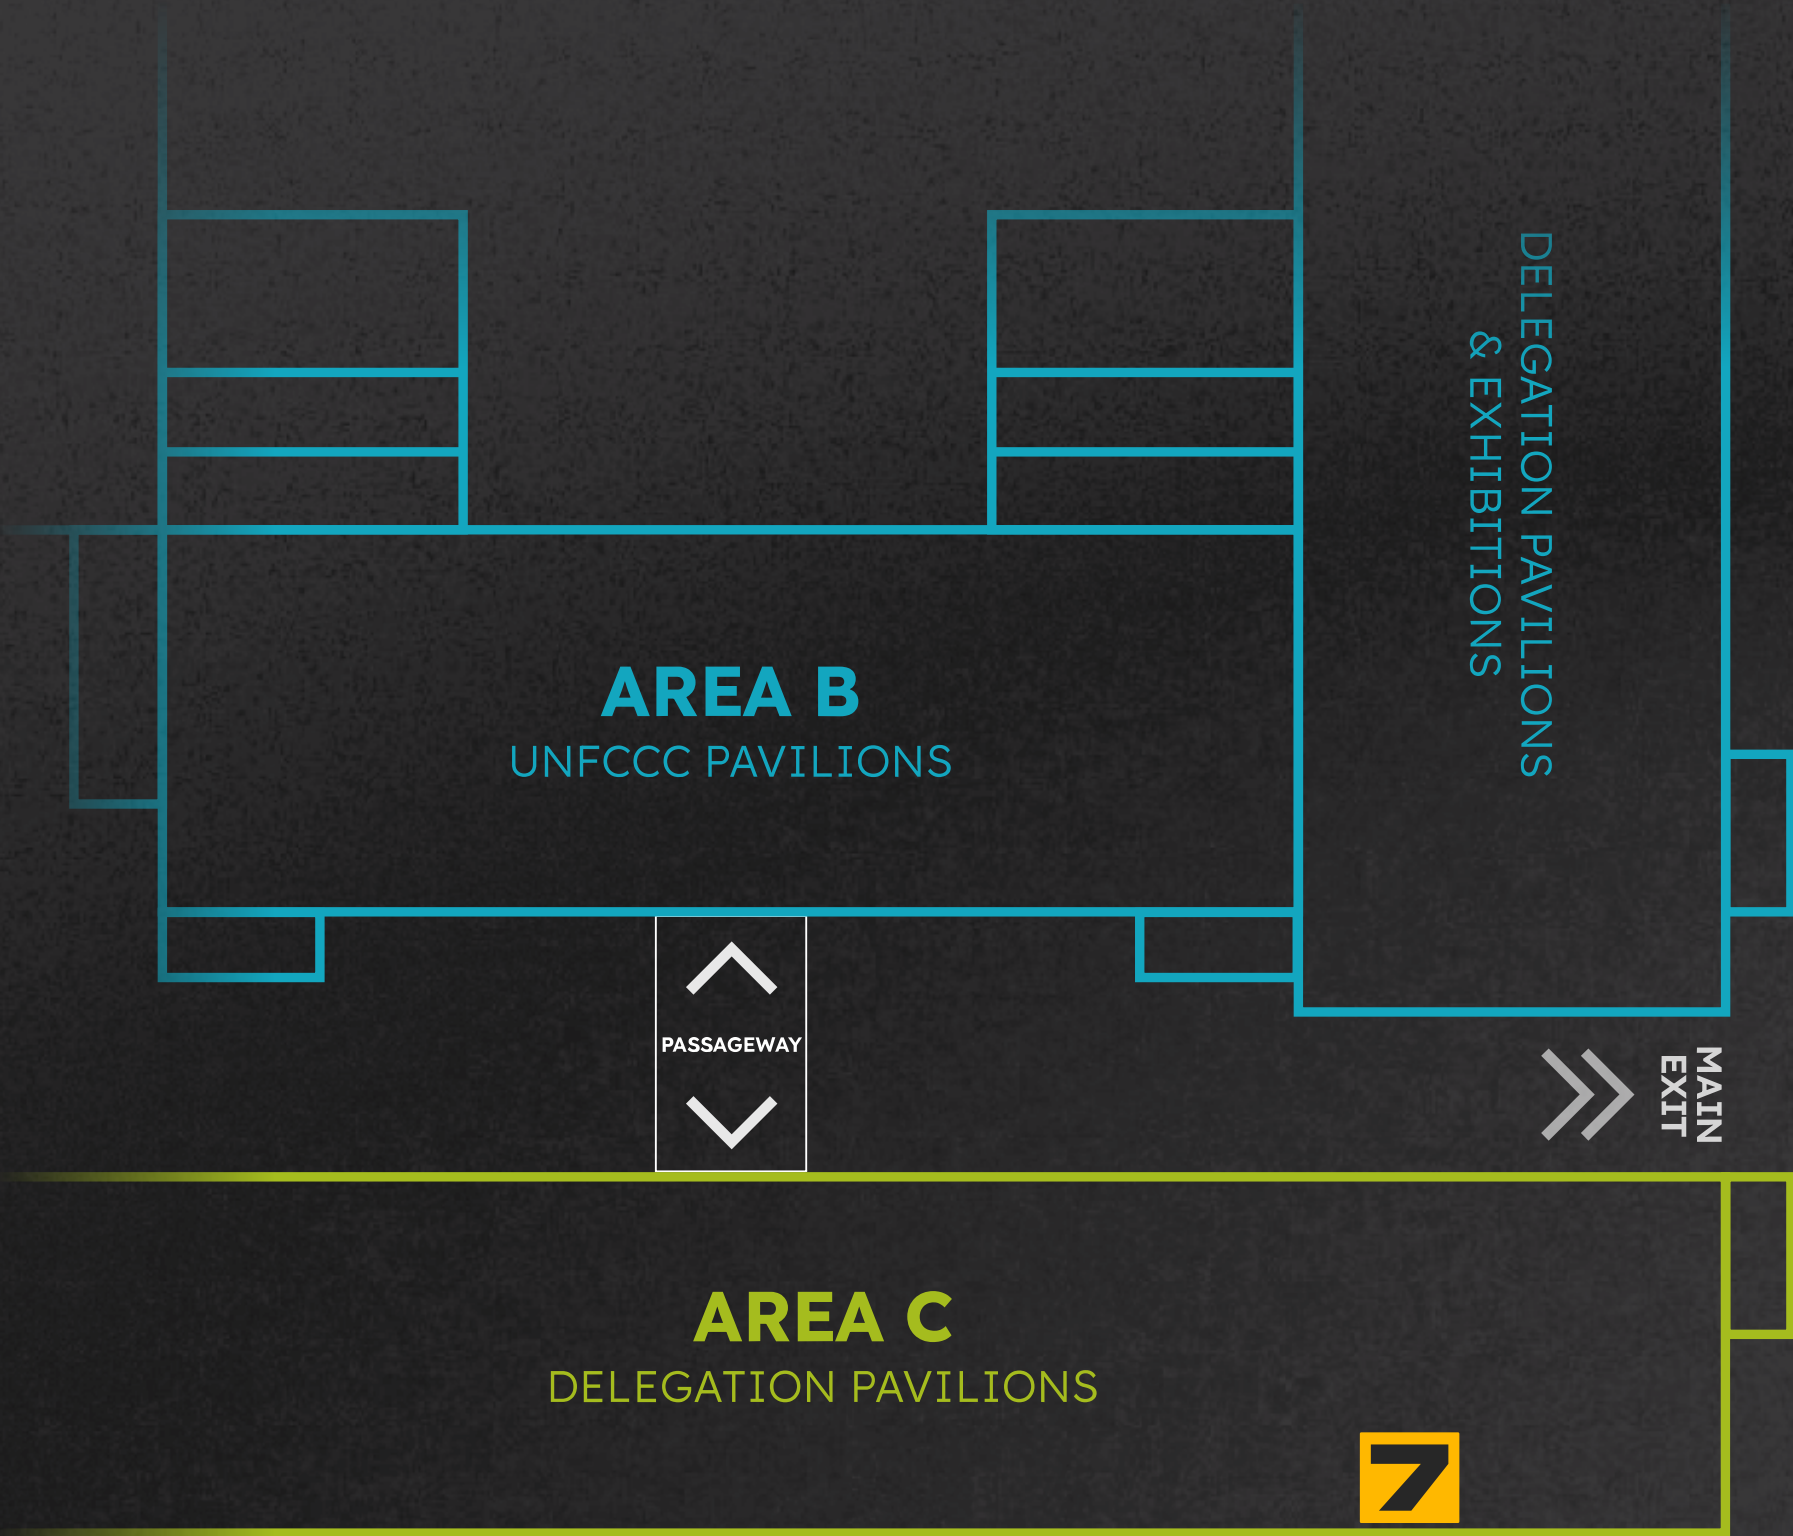 DELEGATION PAVILIONS
& EXHIBITIONS
AREA B
UNFCCC PAVILIONS
PASSAGEWAY
MAIN
EXIT
AREA C
DELEGATION PAVILIONS
7